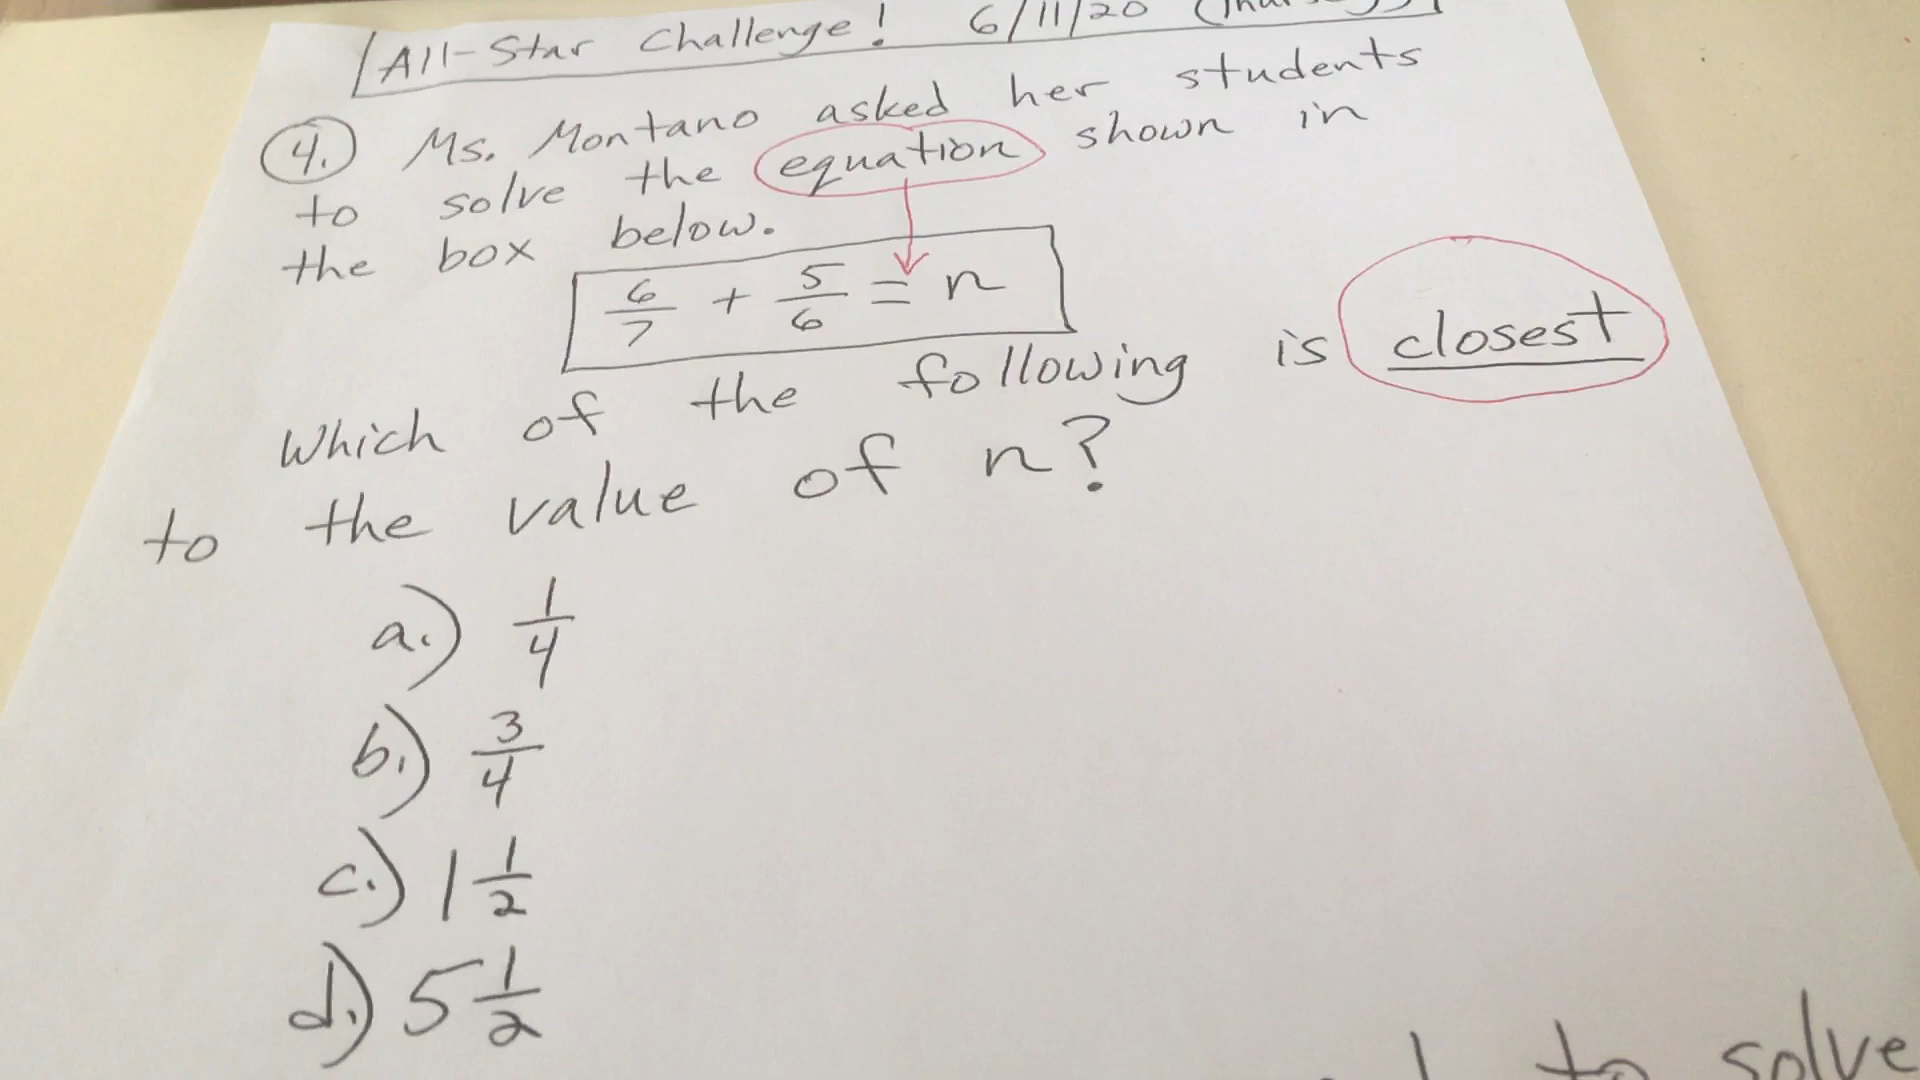 All-Star Challenge! 6/11/20
4. Ms. Montano asked her students
to solve the equation shown in
the box below.
6/7 + 5/6 = n
Which of the following is closest
to the value of n?
a.) 1/4
b.) 3/4
c.) 1 1/2
d.) 5 1/2
to solve